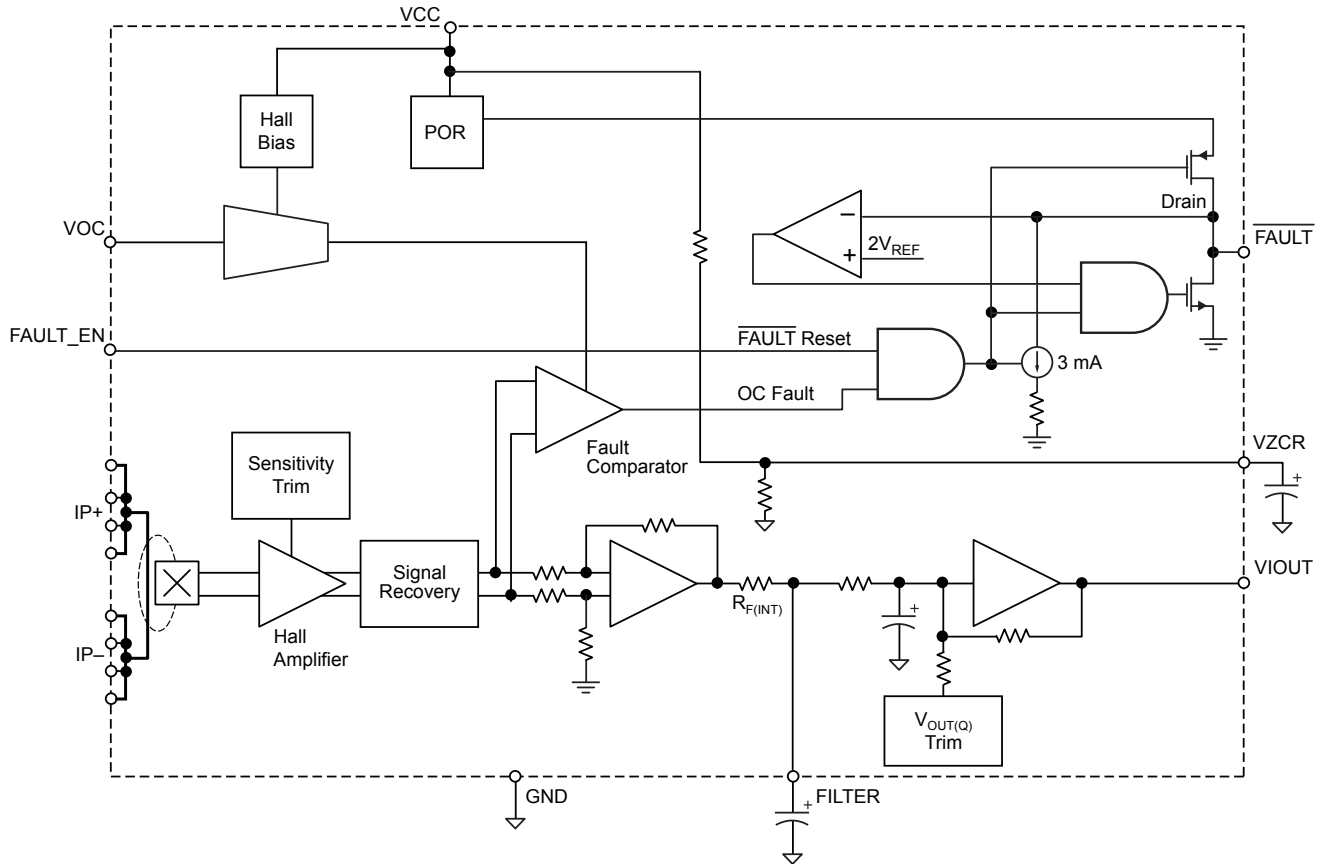 VCC
Hall
Bias
POR
Drain
VOC
−
+
2VREF
FAULT
FAULT_EN
FAULT Reset
3 mA
OC Fault
Fault
Comparator
VZCR
+
Sensitivity
Trim
IP+
Signal
Recovery
RF(INT)
+
VIOUT
Hall
Amplifier
IP–
VOUT(Q)
Trim
GND
+
FILTER